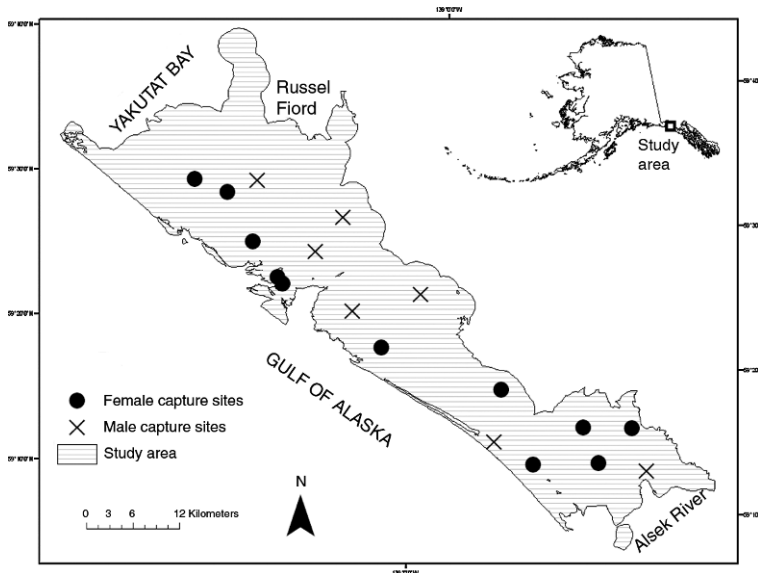 YAKUTAT BAY
Russel
Fiord
Study
area
GULF OF ALASKA
Female capture sites
Male capture sites
Study area
N
0 3 6 12 Kilometers
Alsek River